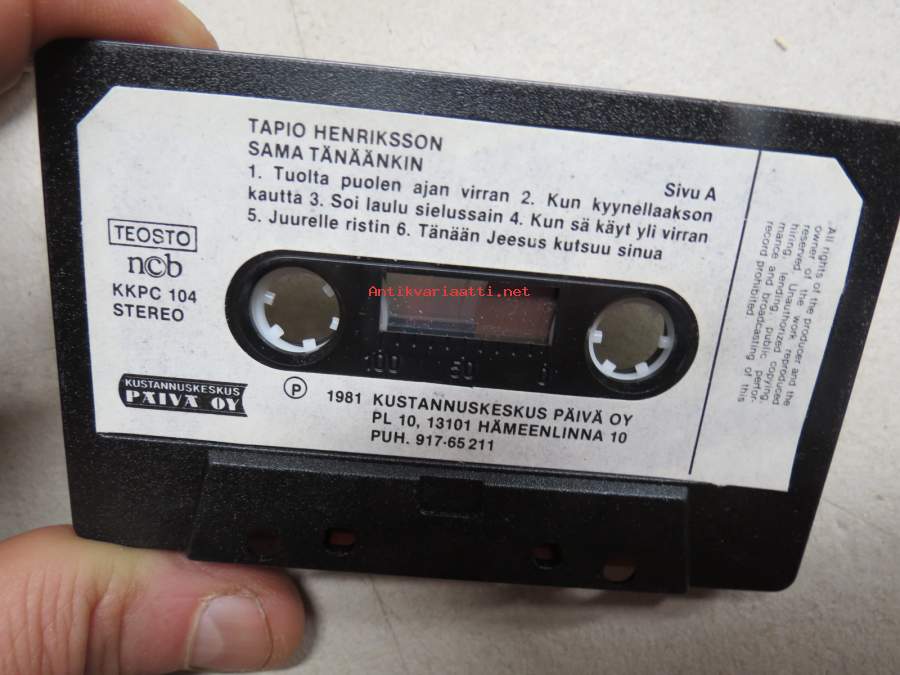 TAPIO HENRIKSSON
SAMA TÄNÄÄNKIN
Sivu A
1. Tuolta puolen ajan virran 2. Kun kyynellaakson
kautta 3. Soi laulu sielussain 4. Kun sä käyt yli virran
5. Juurelle ristin 6. Tänään Jeesus kutsuu sinua
TEOSTO
ncb
KKPC 104
STEREO
Antikvariaatti.net
100 50 0
KUSTANNUSKESKUS
PÄIVÄ OY
P 1981 KUSTANNUSKESKUS PÄIVÄ OY
PL 10, 13101 HÄMEENLINNA 10
PUH. 917-65 211
All rights of the producer and the
owner of the work reproduced
reserved. Unauthorized copying,
hiring, lending, public perfor-
mance and broadcasting of this
record prohibited.